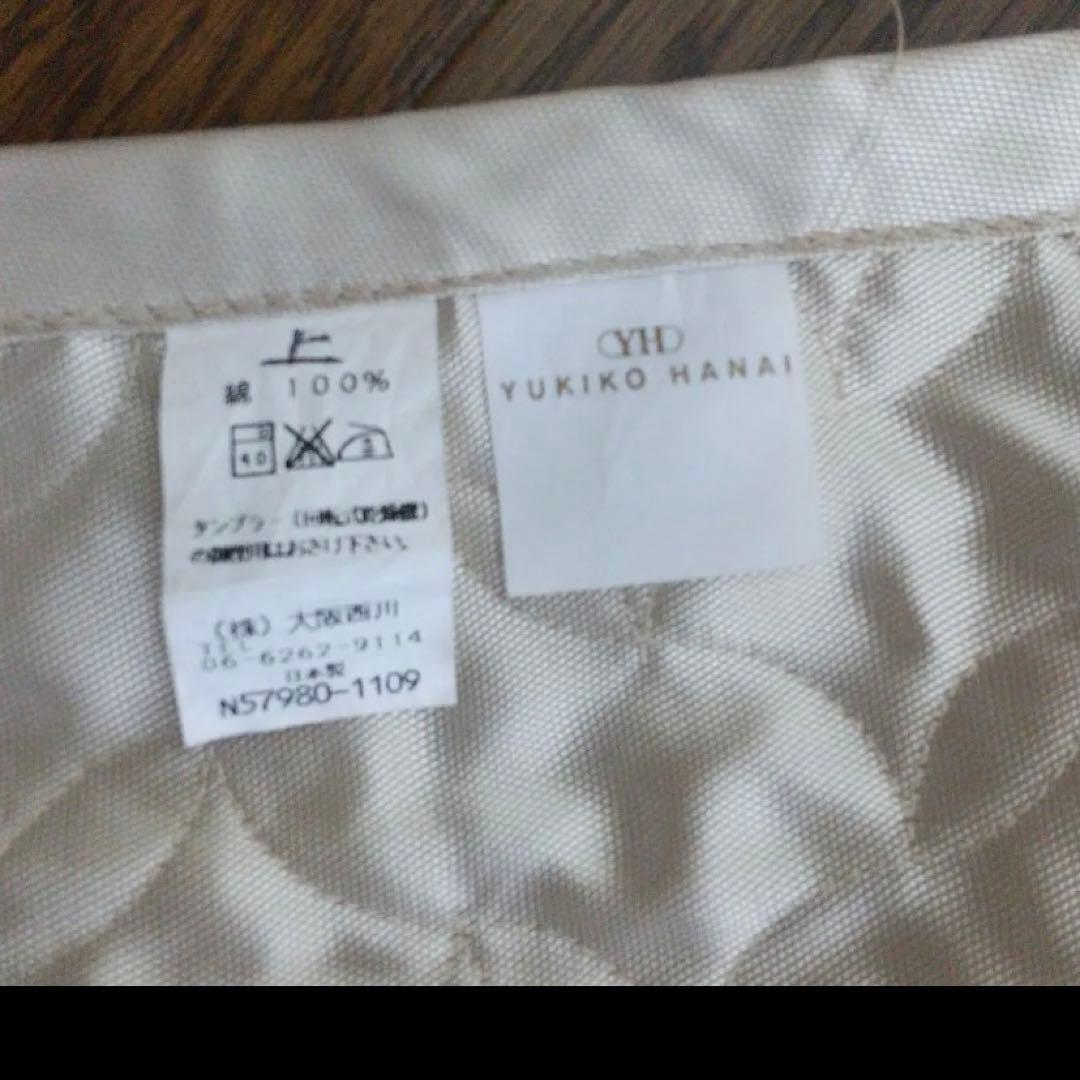 上
綿 100%
40
タンブラー(回転式乾燥機)
の御使用はおさけ下さい。
(株) 大阪西川
TEL
06-6262-9114
日本製
N57980-1109
YH
YUKIKO HANAI